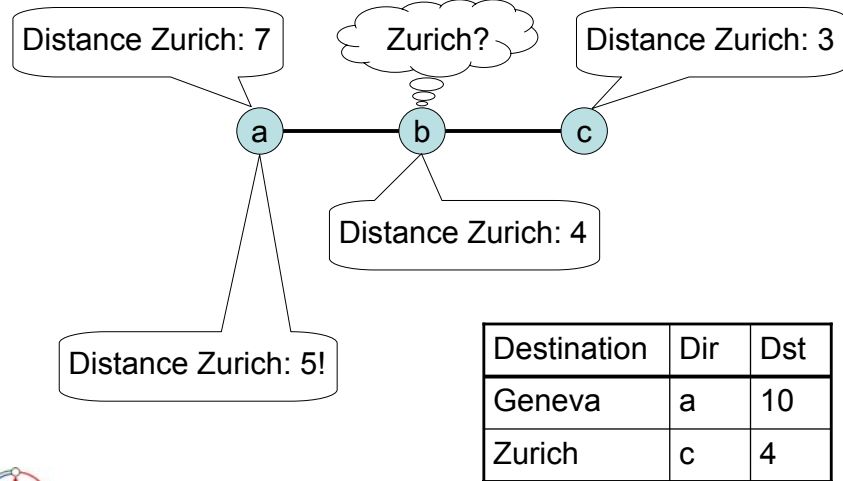 Distance Zurich: 7
Zurich?
Distance Zurich: 3
a
b
c
Distance Zurich: 4
Distance Zurich: 5!
Destination Dir Dst
Geneva a 10
Zurich c 4